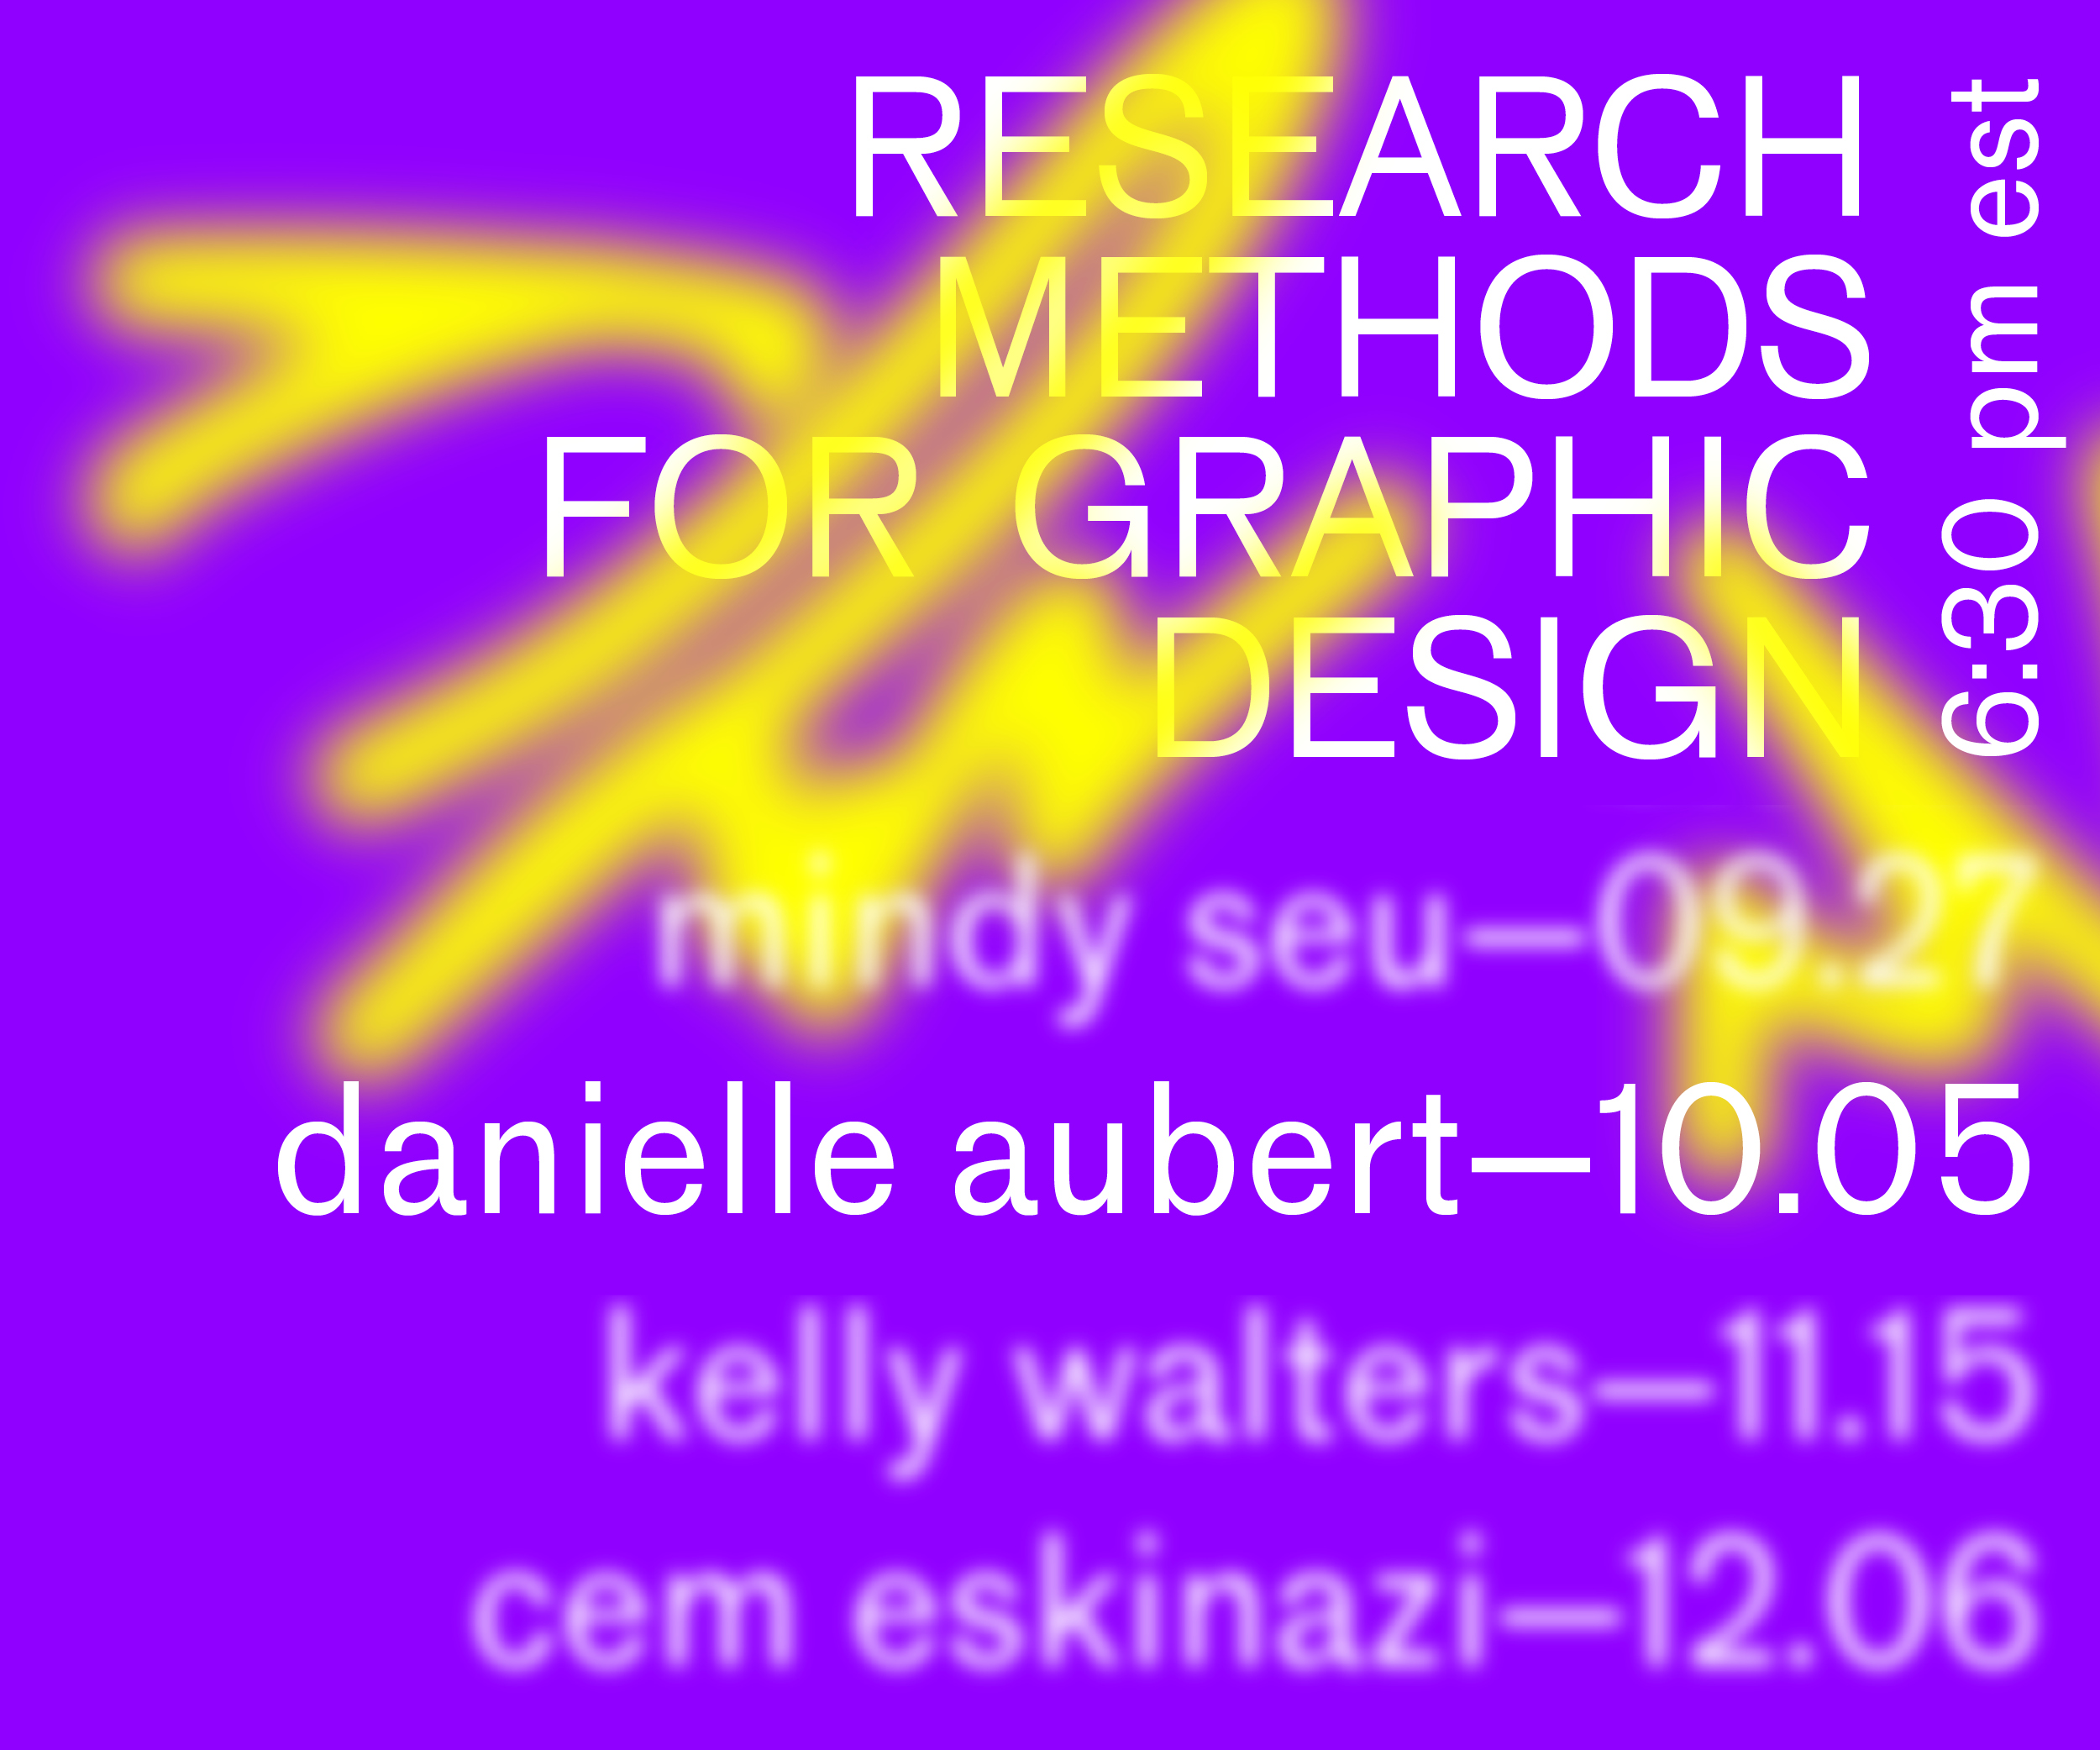 RESEARCH
METHODS
FOR GRAPHIC
DESIGN
6:30 pm est
mindy seu—09.27
danielle aubert—10.05
kelly walters—11.15
cem eskinazi—12.06